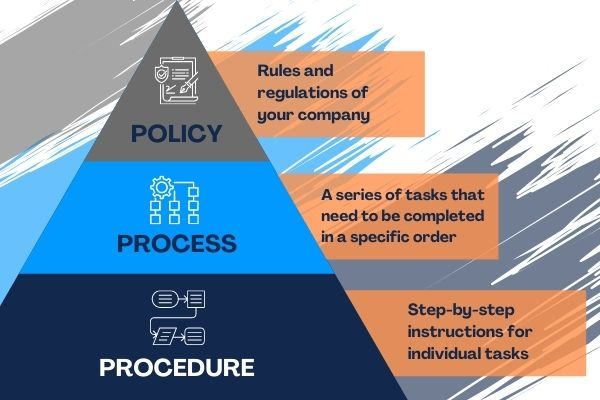 POLICY
Rules and
regulations of
your company
PROCESS
A series of tasks that
need to be completed
in a specific order
PROCEDURE
Step-by-step
instructions for
individual tasks